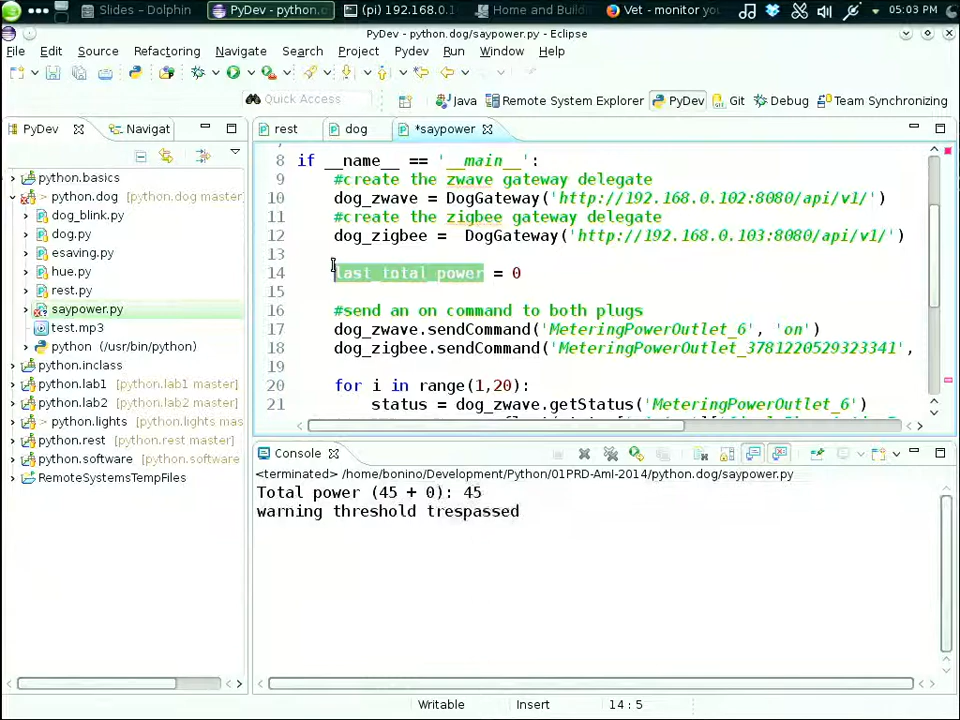 Slides – Dolphin
PyDev - python.
(pi) 192.168.0.1
Home and Buildin
Vet - monitor you
05:03 PM
PyDev - python.dog/saypower.py - Eclipse
File Edit Source Refactoring Navigate Search Project Pydev Run Window Help
Quick Access
Java Remote System Explorer PyDev Git Debug Team Synchronizing
PyDev Navigat
rest dog *saypower
python.basics
python.dog [python.dog master]
dog_blink.py
dog.py
esaving.py
hue.py
rest.py
saypower.py
test.mp3
python (/usr/bin/python)
python.inclass
python.lab1 [python.lab1 master]
python.lab2 [python.lab2 master]
python.lights [python.lights mas
python.rest [python.rest master]
python.software [python.software
RemoteSystemsTempFiles
8 if __name__ == '__main__':
9 #create the zwave gateway delegate
10 dog_zwave = DogGateway('http://192.168.0.102:8080/api/v1/')
11 #create the zigbee gateway delegate
12 dog_zigbee = DogGateway('http://192.168.0.103:8080/api/v1/')
13
14 last_total_power = 0
15
16 #send an on command to both plugs
17 dog_zwave.sendCommand('MeteringPowerOutlet_6', 'on')
18 dog_zigbee.sendCommand('MeteringPowerOutlet_3781220529323341',
19
20 for i in range(1,20):
21 status = dog_zwave.getStatus('MeteringPowerOutlet_6')
Console
<terminated> /home/bonino/Development/Python/01PRD-AmI-2014/python.dog/saypower.py
Total power (45 + 0): 45
warning threshold trespassed
Writable Insert 14 : 5